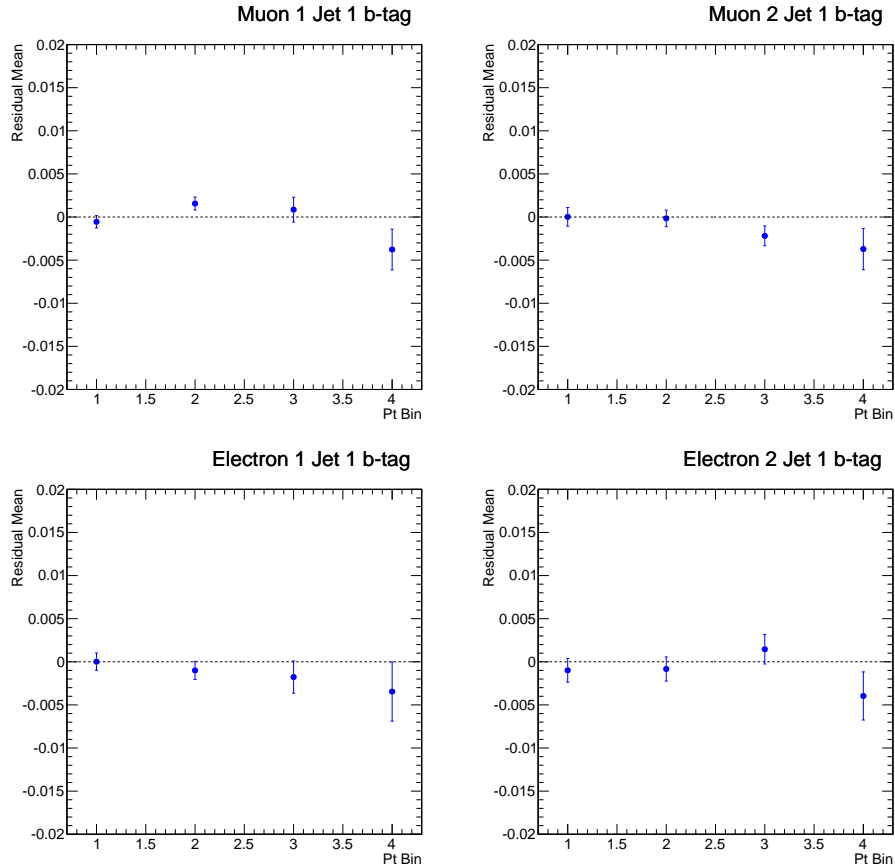 Muon 1 Jet 1 b-tag
Residual Mean
0.02
0.015
0.01
0.005
0
-0.005
-0.01
-0.015
-0.02
1 1.5 2 2.5 3 3.5 4
Pt Bin
Muon 2 Jet 1 b-tag
Residual Mean
0.02
0.015
0.01
0.005
0
-0.005
-0.01
-0.015
-0.02
1 1.5 2 2.5 3 3.5 4
Pt Bin
Electron 1 Jet 1 b-tag
Residual Mean
0.02
0.015
0.01
0.005
0
-0.005
-0.01
-0.015
-0.02
1 1.5 2 2.5 3 3.5 4
Pt Bin
Electron 2 Jet 1 b-tag
Residual Mean
0.02
0.015
0.01
0.005
0
-0.005
-0.01
-0.015
-0.02
1 1.5 2 2.5 3 3.5 4
Pt Bin